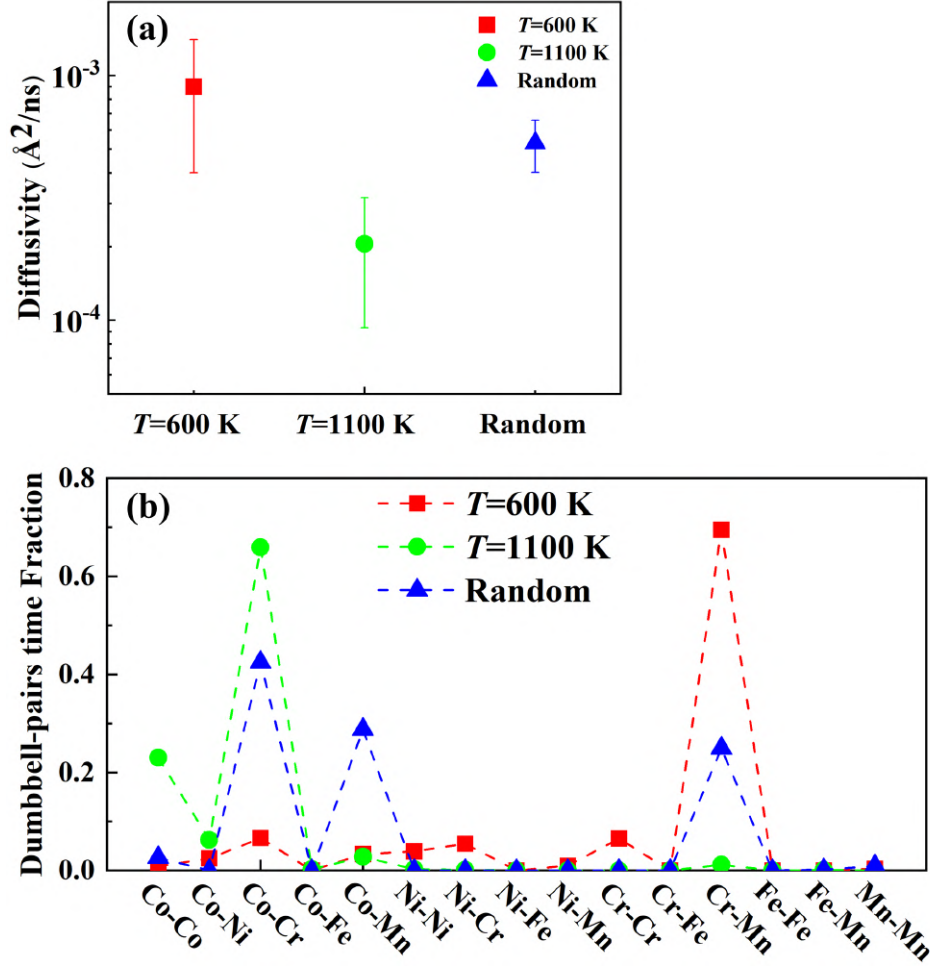 (a)
T=600 K
T=1100 K
Random
Diffusivity (Å²/ns)
10⁻³
10⁻⁴
T=600 K T=1100 K Random
(b)
T=600 K
T=1100 K
Random
Dumbbell-pairs time Fraction
0.8
0.6
0.4
0.2
0.0
Co-Co
Co-Ni
Co-Cr
Co-Fe
Co-Mn
Ni-Ni
Ni-Cr
Ni-Fe
Ni-Mn
Cr-Cr
Cr-Fe
Cr-Mn
Fe-Fe
Fe-Mn
Mn-Mn